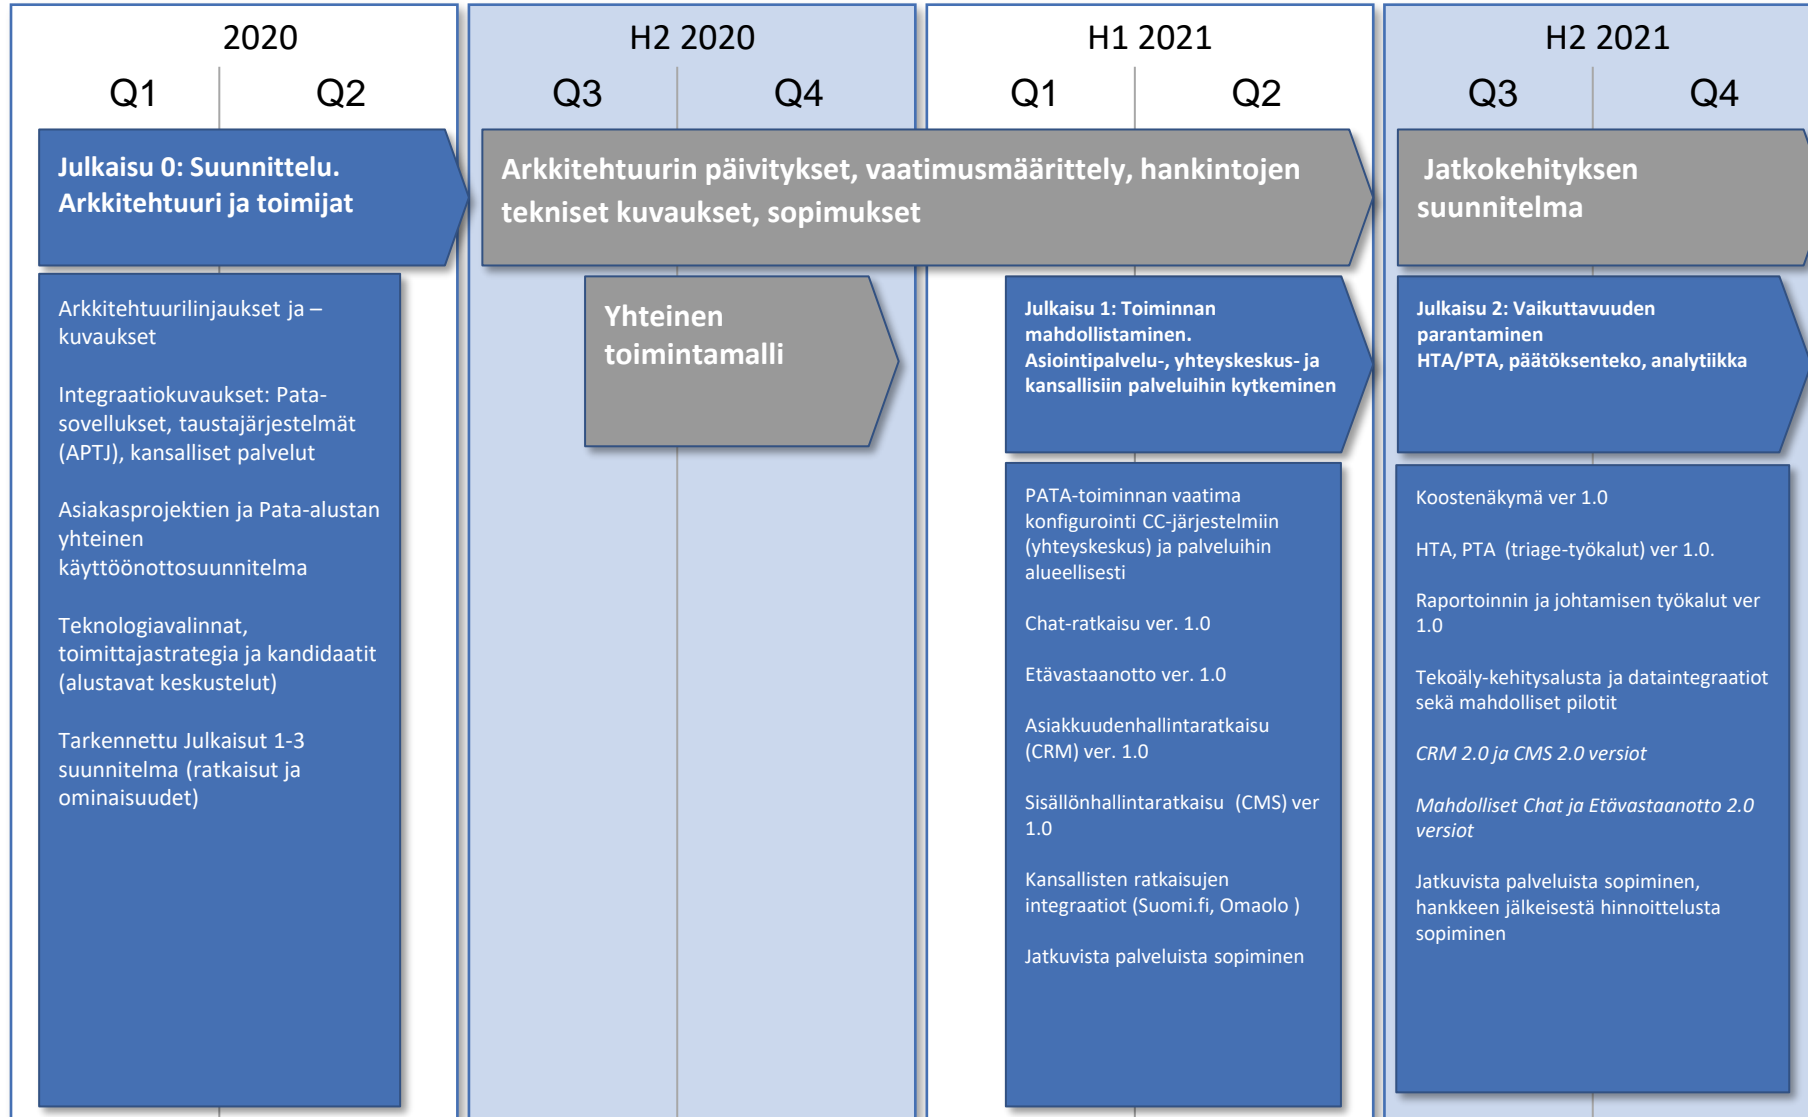 2020
Q1
Q2
H2 2020
Q3
Q4
H1 2021
Q1
Q2
H2 2021
Q3
Q4
Julkaisu 0: Suunnittelu.
Arkkitehtuuri ja toimijat
Arkkitehtuurin päivitykset, vaatimusmäärittely, hankintojen
tekniset kuvaukset, sopimukset
Jatkokehityksen
suunnitelma
Arkkitehtuurilinjaukset ja –
kuvaukset
Integraatiokuvaukset: Pata-
sovellukset, taustajärjestelmät
(APTJ), kansalliset palvelut
Asiakasprojektien ja Pata-alustan
yhteinen
käyttöönottosuunnitelma
Teknologiavalinnat,
toimittajastrategia ja kandidaatit
(alustavat keskustelut)
Tarkennettu Julkaisut 1-3
suunnitelma (ratkaisut ja
ominaisuudet)
Yhteinen
toimintamalli
Julkaisu 1: Toiminnan
mahdollistaminen.
Asiointipalvelu-, yhteyskeskus- ja
kansallisiin palveluihin kytkeminen
PATA-toiminnan vaatima
konfigurointi CC-järjestelmiin
(yhteyskeskus) ja palveluihin
alueellisesti
Chat-ratkaisu ver. 1.0
Etävastaanotto ver. 1.0
Asiakkuudenhallintaratkaisu
(CRM) ver. 1.0
Sisällönhallintaratkaisu (CMS) ver
1.0
Kansallisten ratkaisujen
integraatiot (Suomi.fi, Omaolo )
Jatkuvista palveluista sopiminen
Julkaisu 2: Vaikuttavuuden
parantaminen
HTA/PTA, päätöksenteko, analytiikka
Koostenäkymä ver 1.0
HTA, PTA (triage-työkalut) ver 1.0.
Raportoinnin ja johtamisen työkalut ver
1.0
Tekoäly-kehitysalusta ja dataintegraatiot
sekä mahdolliset pilotit
CRM 2.0 ja CMS 2.0 versiot
Mahdolliset Chat ja Etävastaanotto 2.0
versiot
Jatkuvista palveluista sopiminen,
hankkeen jälkeisestä hinnoittelusta
sopiminen